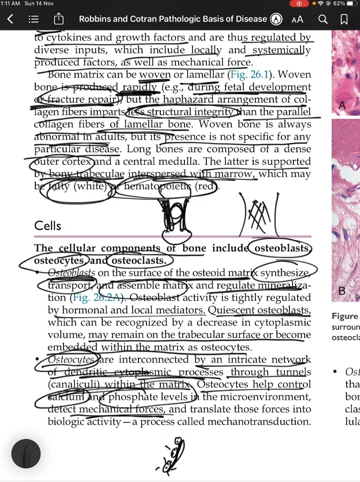 1:11 AM Sun 14 Nov
62%
Robbins and Cotran Pathologic Basis of Disease
AA
to cytokines and growth factors and are thus regulated by
diverse inputs, which include locally and systemically
produced factors, as well as mechanical force.
Bone matrix can be woven or lamellar (Fig. 26.1). Woven
bone is produced rapidly (e.g., during fetal development
or fracture repair), but the haphazard arrangement of col-
lagen fibers imparts less structural integrity than the parallel
collagen fibers of lamellar bone. Woven bone is always
abnormal in adults, but its presence is not specific for any
particular disease. Long bones are composed of a dense
outer cortex and a central medulla. The latter is supported
by bony trabeculae interspersed with marrow, which may
be fatty (white) or hematopoietic (red).
Cells
The cellular components of bone include osteoblasts,
osteocytes, and osteoclasts.
• Osteoblasts on the surface of the osteoid matrix synthesize,
transport, and assemble matrix and regulate mineraliza-
tion (Fig. 26.2A). Osteoblast activity is tightly regulated
by hormonal and local mediators. Quiescent osteoblasts,
which can be recognized by a decrease in cytoplasmic
volume, may remain on the trabecular surface or become
embedded within the matrix as osteocytes.
• Osteocytes are interconnected by an intricate network
of dendritic cytoplasmic processes through tunnels
(canaliculi) within the matrix. Osteocytes help control
calcium and phosphate levels in the microenvironment,
detect mechanical forces, and translate those forces into
biologic activity—a process called mechanotransduction.
A
B
Figure
surroun
osteocla
• Ost
tha
bor
clas
lula